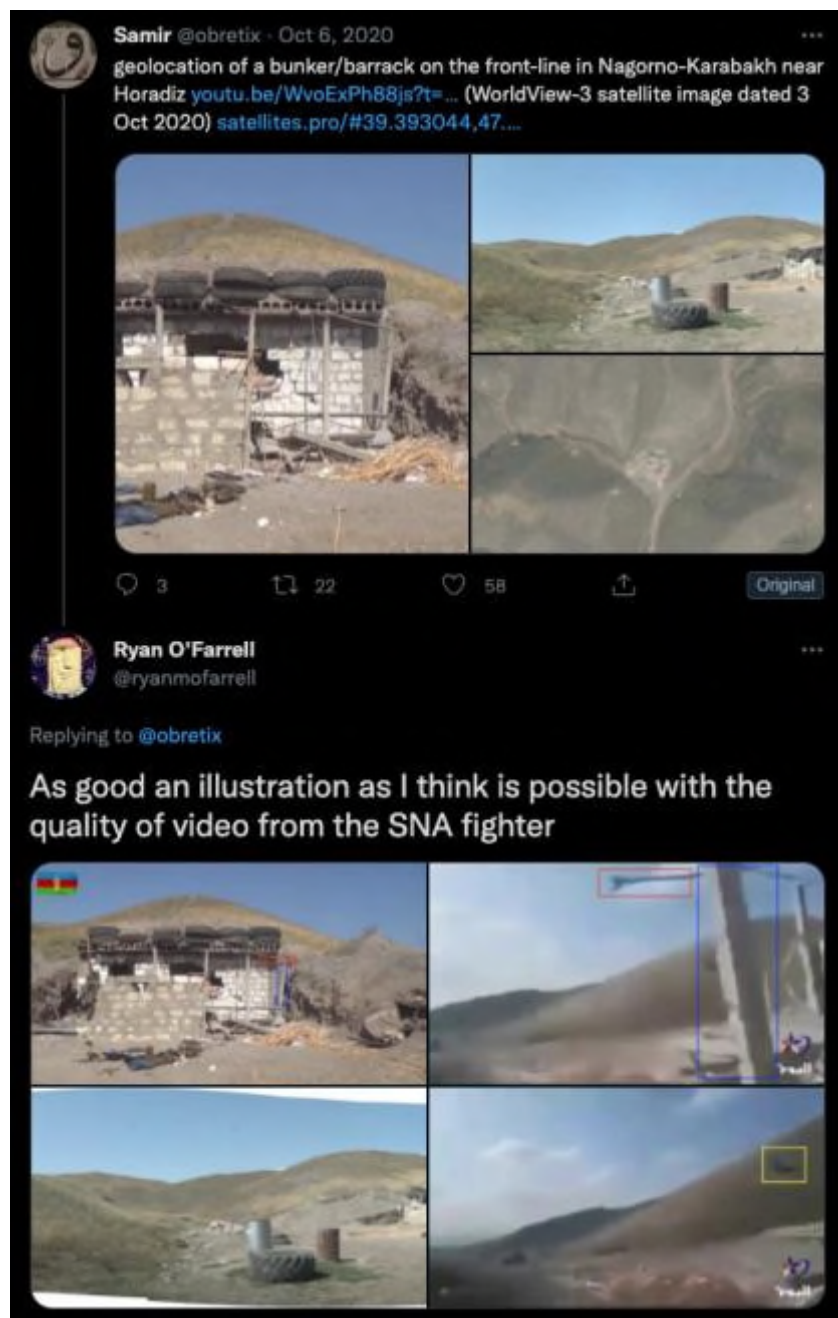 Samir @obretix · Oct 6, 2020
geolocation of a bunker/barrack on the front-line in Nagorno-Karabakh near
Horadiz youtu.be/WvoExPh88js?t=... (WorldView-3 satellite image dated 3
Oct 2020) satellites.pro/#39.393044,47....
3
22
58
Original
Ryan O'Farrell
@ryanmofarrell
Replying to @obretix
As good an illustration as I think is possible with the
quality of video from the SNA fighter